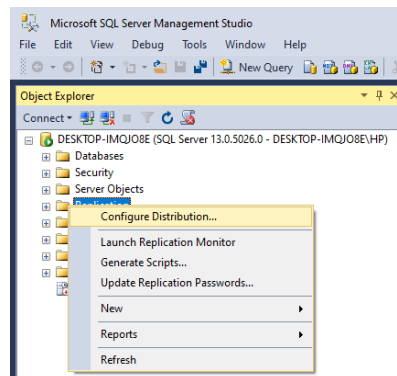 Microsoft SQL Server Management Studio
File Edit View Debug Tools Window Help
New Query
Object Explorer
Connect
DESKTOP-IMQJO8E (SQL Server 13.0.5026.0 - DESKTOP-IMQJO8E\HP)
Databases
Security
Server Objects
Replication
Configure Distribution...
Launch Replication Monitor
Generate Scripts...
Update Replication Passwords...
New
Reports
Refresh